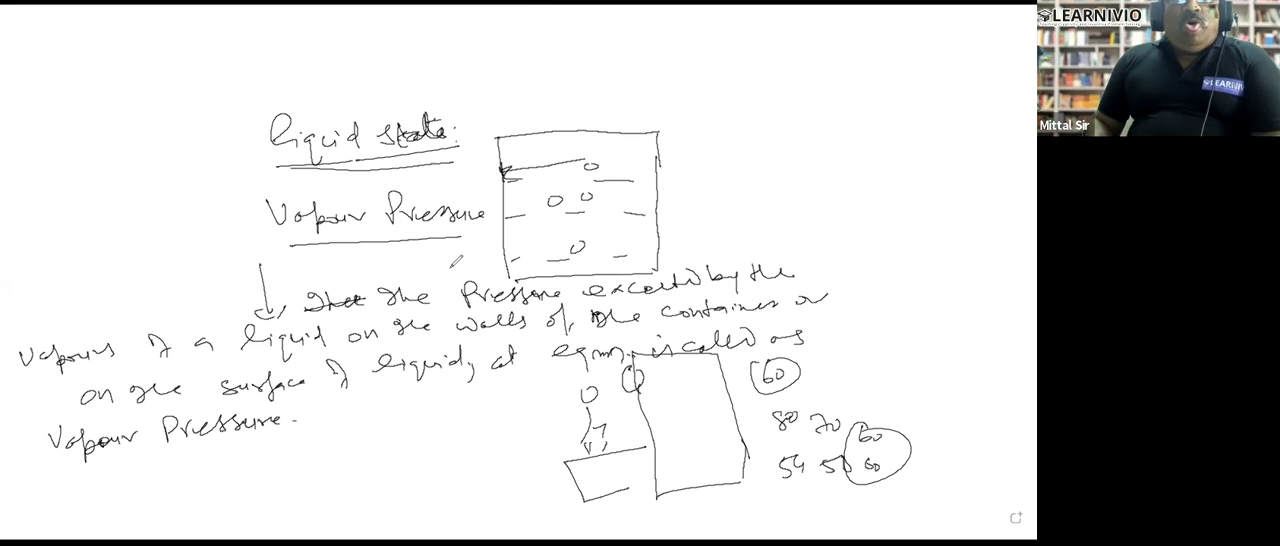 LEARNIVIO
LEARNIVIO
Mittal Sir
Liquid state:
Vapour Pressure
The Pressure exerted by the
vapours of a liquid on the walls of the container or
on the surface of liquid, at eqm. is called as
Vapour Pressure.
60
80 70 60
54 50 60